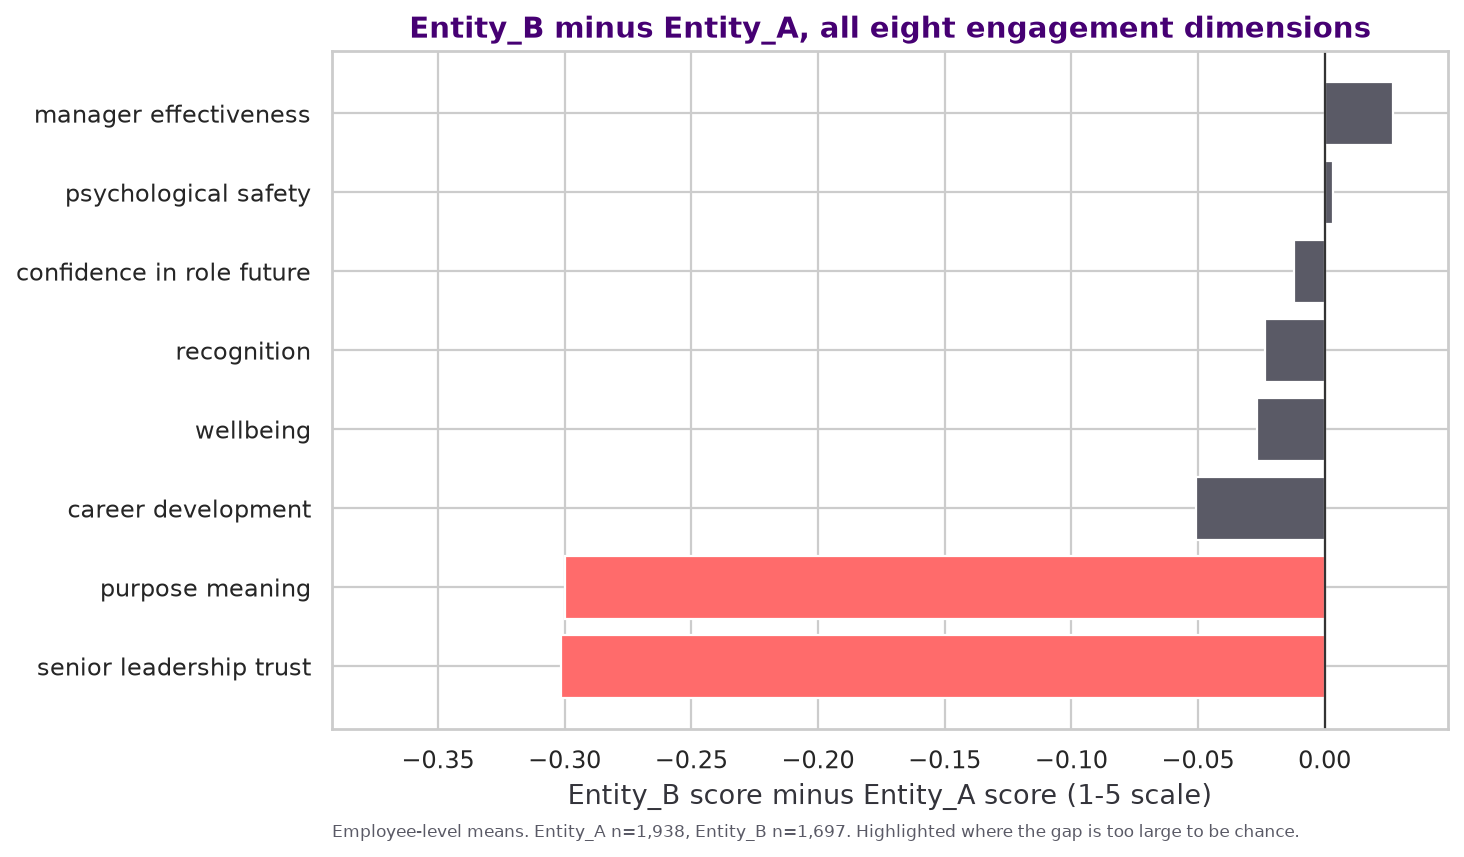 Entity_B minus Entity_A, all eight engagement dimensions
manager effectiveness
psychological safety
confidence in role future
recognition
wellbeing
career development
purpose meaning
senior leadership trust
−0.35 −0.30 −0.25 −0.20 −0.15 −0.10 −0.05 0.00
Entity_B score minus Entity_A score (1-5 scale)
Employee-level means. Entity_A n=1,938, Entity_B n=1,697. Highlighted where the gap is too large to be chance.